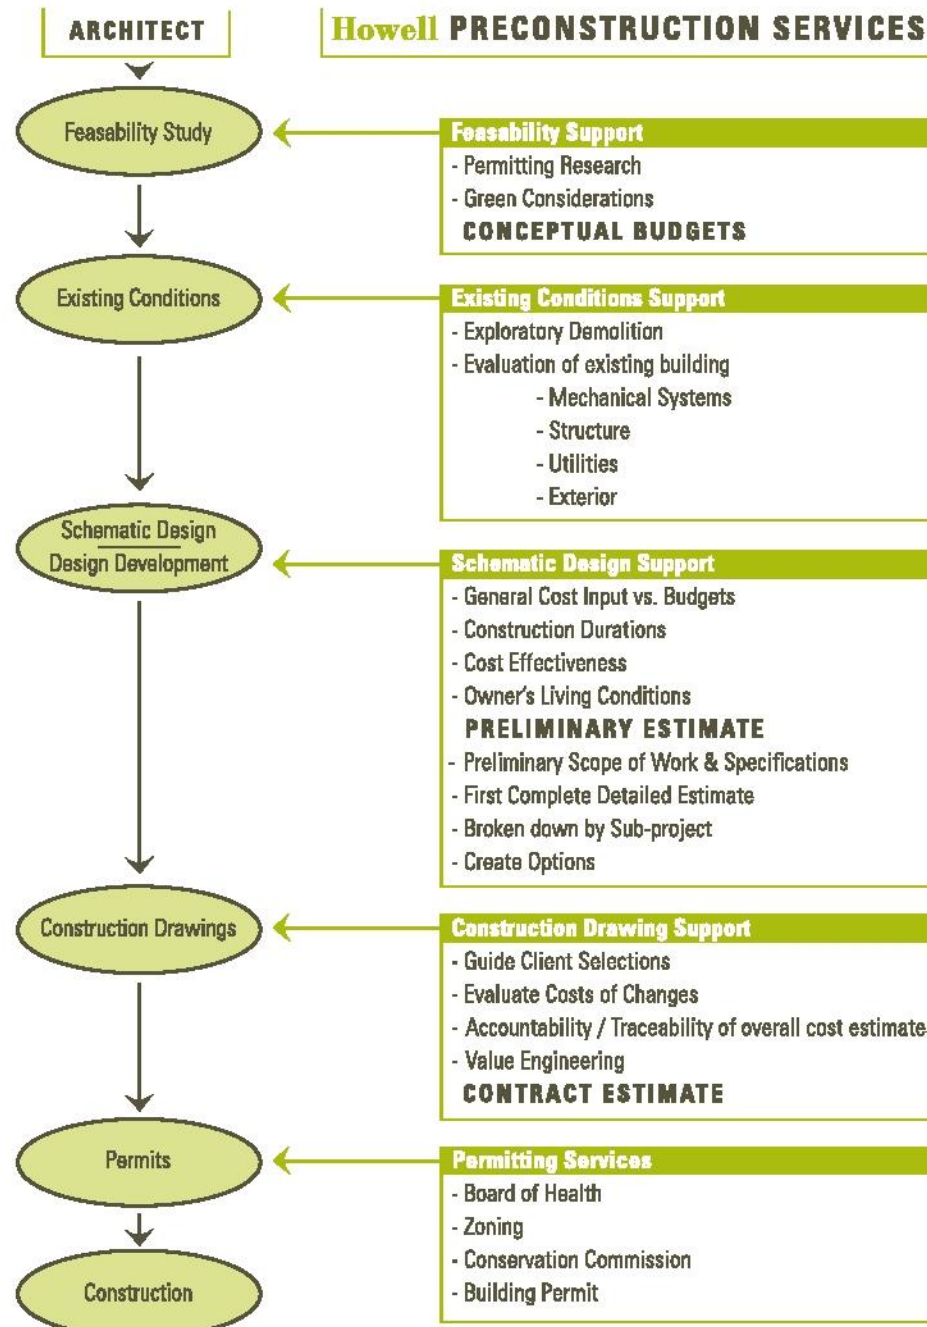 ARCHITECT
Howell PRECONSTRUCTION SERVICES
Feasability Study
Feasability Support
- Permitting Research
- Green Considerations
CONCEPTUAL BUDGETS
Existing Conditions
Existing Conditions Support
- Exploratory Demolition
- Evaluation of existing building
- Mechanical Systems
- Structure
- Utilities
- Exterior
Schematic Design
Design Development
Schematic Design Support
- General Cost Input vs. Budgets
- Construction Durations
- Cost Effectiveness
- Owner's Living Conditions
PRELIMINARY ESTIMATE
- Preliminary Scope of Work & Specifications
- First Complete Detailed Estimate
- Broken down by Sub-project
- Create Options
Construction Drawings
Construction Drawing Support
- Guide Client Selections
- Evaluate Costs of Changes
- Accountability / Traceability of overall cost estimate
- Value Engineering
CONTRACT ESTIMATE
Permits
Permitting Services
- Board of Health
- Zoning
- Conservation Commission
- Building Permit
Construction